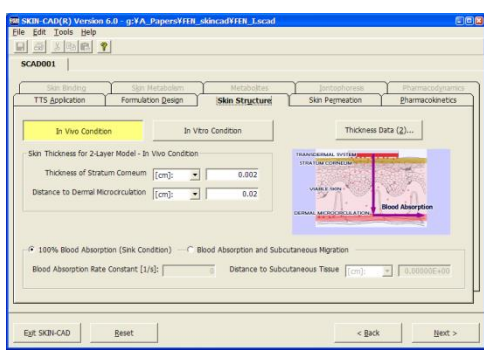 SKIN-CAD(R) Version 6.0 - g:¥A_Papers¥FEN_skincad¥FEN_I.scad
File Edit Tools Help
SCAD001
Skin Binding Skin Metabolism Metabolites Iontophoresis Pharmacodynamics
TTS Application Formulation Design Skin Structure Skin Permeation Pharmacokinetics
In Vivo Condition In Vitro Condition Thickness Data (2)...
Skin Thickness for 2-Layer Model - In Vivo Condition
Thickness of Stratum Corneum [cm]: 0.002
Distance to Dermal Microcirculation [cm]: 0.02
TRANSDERMAL SYSTEM
STRATUM CORNEUM
VIABLE SKIN
Blood Absorption
DERMAL MICROCIRCULATION
100% Blood Absorption (Sink Condition) Blood Absorption and Subcutaneous Migration
Blood Absorption Rate Constant [1/s]: 0 Distance to Subcutaneous Tissue [cm]: 0.00000E+00
Exit SKIN-CAD Reset < Back Next >